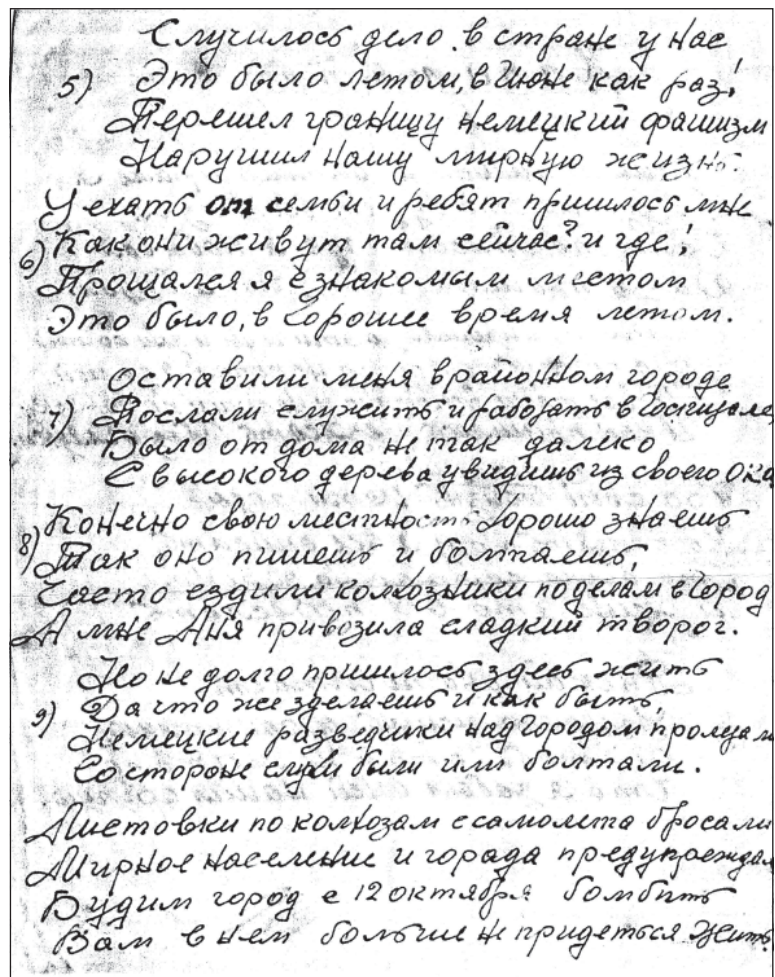 Случилось дело в стране у нас
5) Это было летом, в Июне как раз!
Перешел границу немецкий фашизм
Нарушил нашу мирную жизнь.
Уехать от семьи и ребят пришлось мне
6) Как они живут там сейчас? и где!
Прощался я с знакомым местом
Это было, в хорошее время летом.
Оставили меня в районном городе
7) Послали служить и работать в госпитале,
Было от дома не так далеко
С высокого дерева увидишь из своего
Конечно свою местность хорошо знаешь
8) Так оно пишешь и болтаешь,
Часто ездили колхозники по делам в город
А мне Аня привозила сладкий творог.
Но не долго пришлось здесь жить
9) Да что же зделаешь и как быть,
Немецкие разведчики над городом пролетали
Со стороне слухи были или болтали.
Листовки по колхозам с самолета бросали
Мирное население и города предупреждали
Будим город с 12 октября бомбить
Вам в нем больше не придеться жить